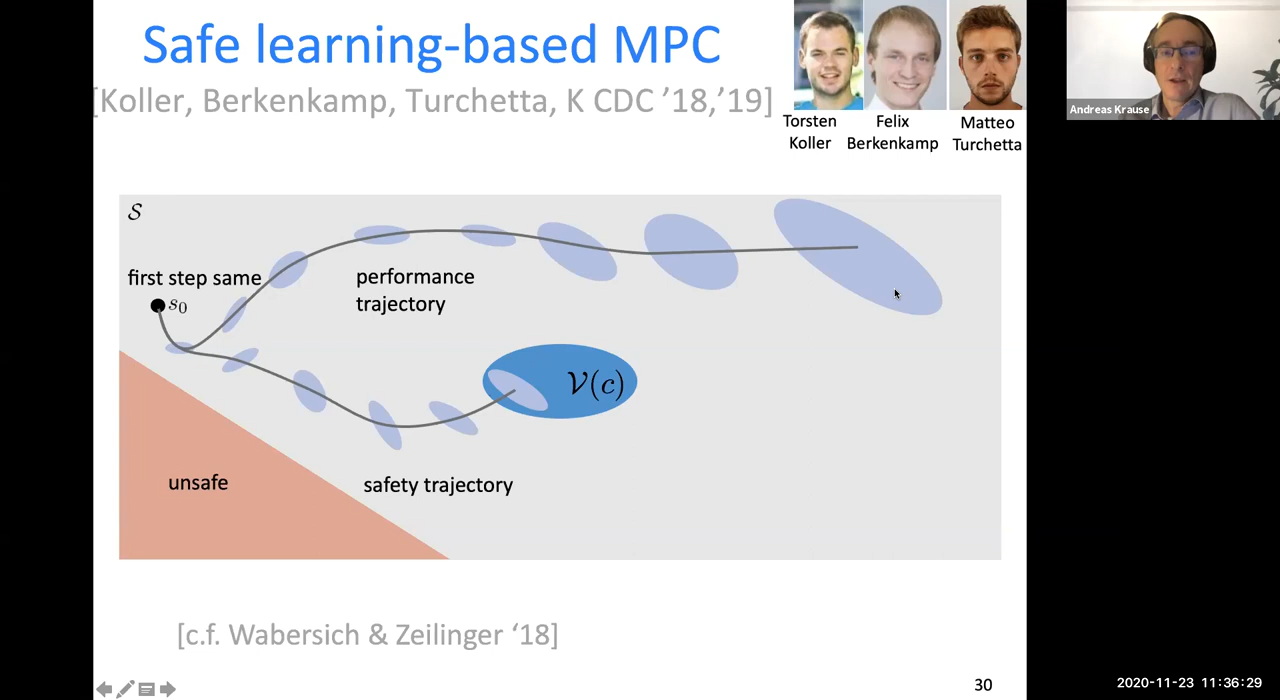 Safe learning-based MPC
[Koller, Berkenkamp, Turchetta, K CDC ’18,’19]
Torsten Koller
Felix Berkenkamp
Matteo Turchetta
Andreas Krause
𝒮
first step same
s₀
performance
trajectory
𝒱(c)
unsafe
safety trajectory
[c.f. Wabersich & Zeilinger ‘18]
30
2020-11-23 11:36:29